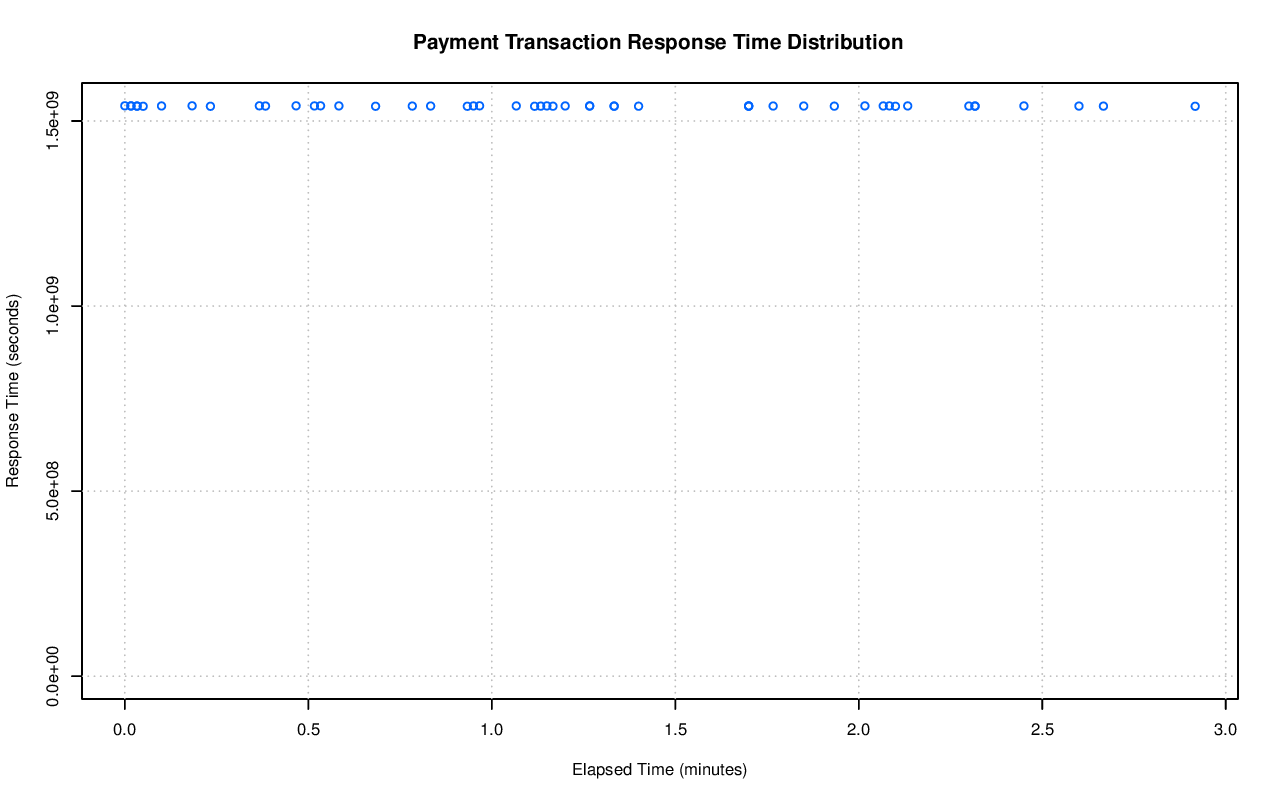 Payment Transaction Response Time Distribution
Response Time (seconds)
1.5e+09
1.0e+09
5.0e+08
0.0e+00
0.0 0.5 1.0 1.5 2.0 2.5 3.0
Elapsed Time (minutes)